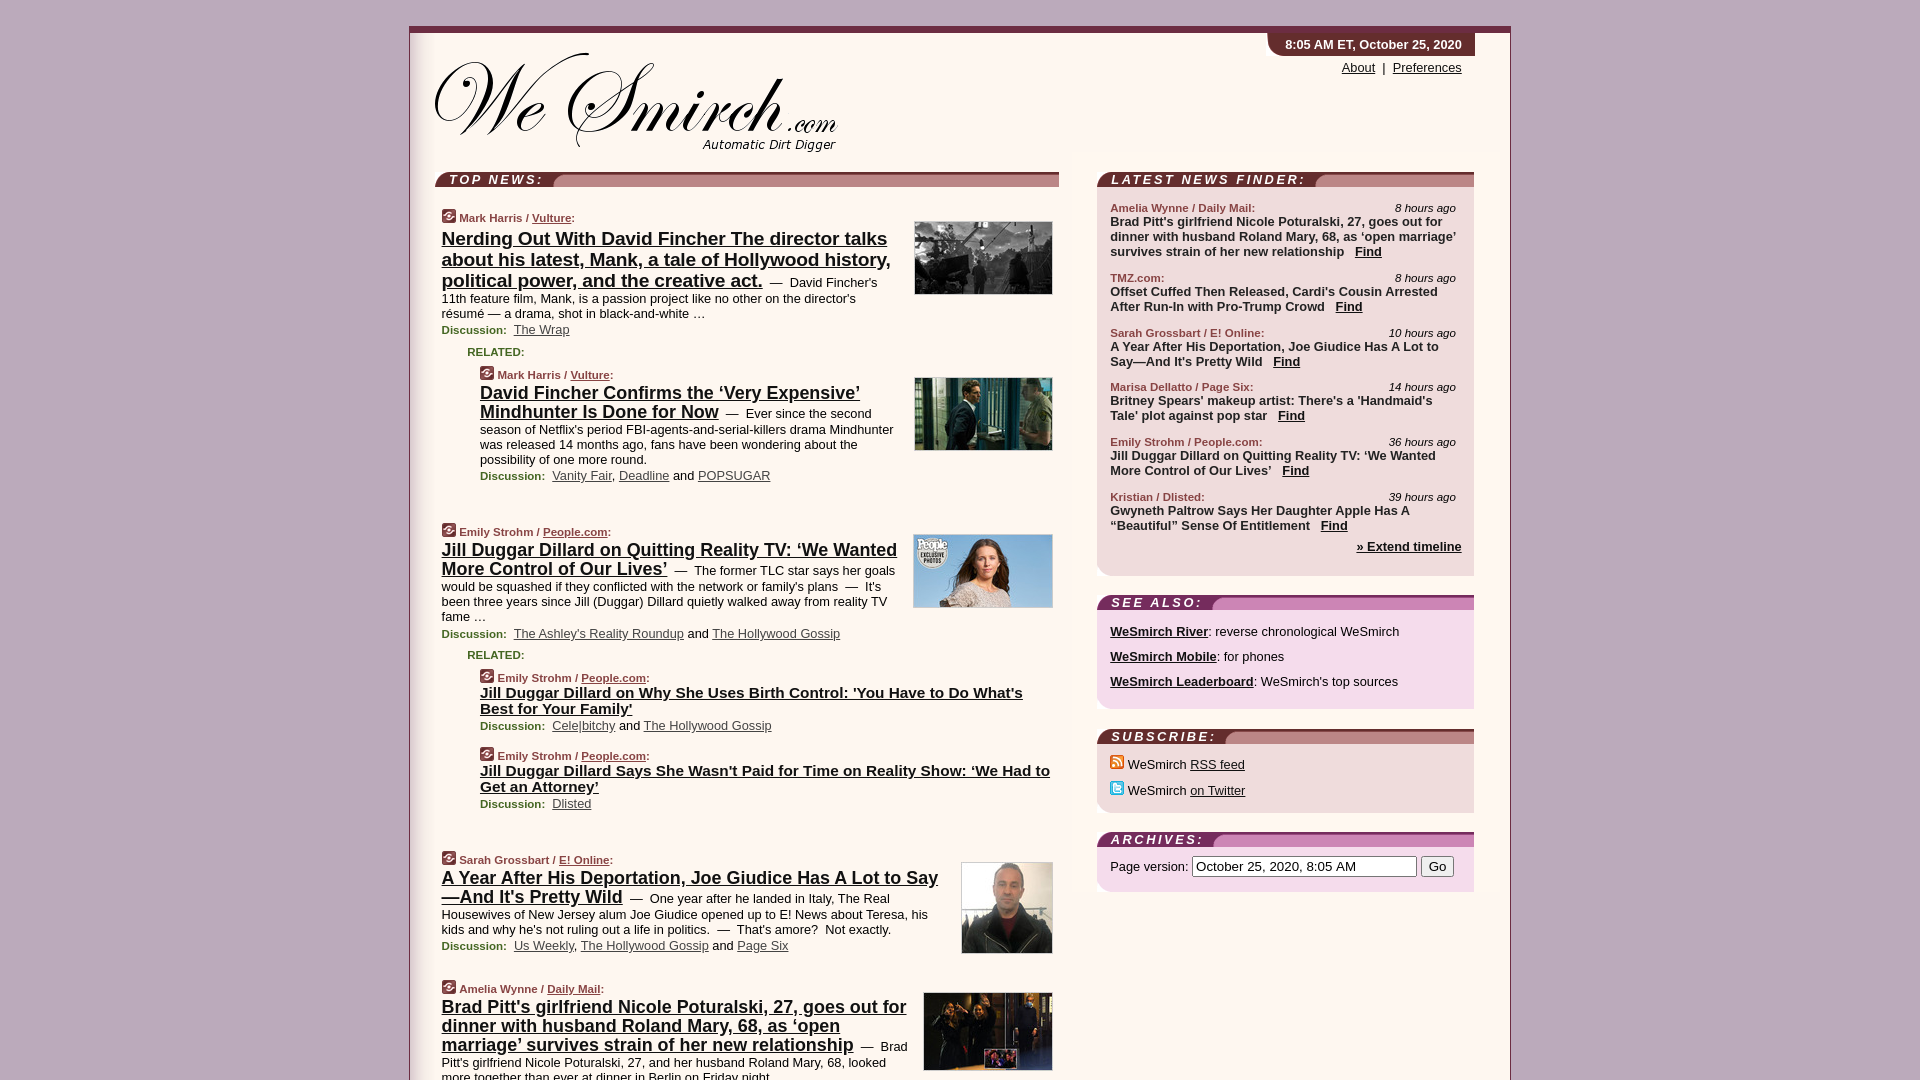 8:05 AM ET, October 25, 2020
About | Preferences
We Smirch .com
Automatic Dirt Digger
TOP NEWS:
Mark Harris / Vulture:
Nerding Out With David Fincher The director talks
about his latest, Mank, a tale of Hollywood history,
political power, and the creative act. — David Fincher's
11th feature film, Mank, is a passion project like no other on the director's
résumé — a drama, shot in black-and-white …
Discussion: The Wrap
RELATED:
Mark Harris / Vulture:
David Fincher Confirms the ‘Very Expensive’
Mindhunter Is Done for Now — Ever since the second
season of Netflix's period FBI-agents-and-serial-killers drama Mindhunter
was released 14 months ago, fans have been wondering about the
possibility of one more round.
Discussion: Vanity Fair, Deadline and POPSUGAR
Emily Strohm / People.com:
Jill Duggar Dillard on Quitting Reality TV: ‘We Wanted
More Control of Our Lives’ — The former TLC star says her goals
would be squashed if they conflicted with the network or family's plans — It's
been three years since Jill (Duggar) Dillard quietly walked away from reality TV
fame …
People
EXCLUSIVE
PHOTOS
Discussion: The Ashley's Reality Roundup and The Hollywood Gossip
RELATED:
Emily Strohm / People.com:
Jill Duggar Dillard on Why She Uses Birth Control: 'You Have to Do What's
Best for Your Family'
Discussion: Cele|bitchy and The Hollywood Gossip
Emily Strohm / People.com:
Jill Duggar Dillard Says She Wasn't Paid for Time on Reality Show: ‘We Had to
Get an Attorney’
Discussion: Dlisted
Sarah Grossbart / E! Online:
A Year After His Deportation, Joe Giudice Has A Lot to Say
—And It's Pretty Wild — One year after he landed in Italy, The Real
Housewives of New Jersey alum Joe Giudice opened up to E! News about Teresa, his
kids and why he's not ruling out a life in politics. — That's amore? Not exactly.
Discussion: Us Weekly, The Hollywood Gossip and Page Six
Amelia Wynne / Daily Mail:
Brad Pitt's girlfriend Nicole Poturalski, 27, goes out for
dinner with husband Roland Mary, 68, as ‘open
marriage’ survives strain of her new relationship — Brad
Pitt's girlfriend Nicole Poturalski, 27, and her husband Roland Mary, 68, looked
more together than ever at dinner in Berlin on Friday night
LATEST NEWS FINDER:
Amelia Wynne / Daily Mail: 8 hours ago
Brad Pitt's girlfriend Nicole Poturalski, 27, goes out for
dinner with husband Roland Mary, 68, as ‘open marriage’
survives strain of her new relationship Find
TMZ.com: 8 hours ago
Offset Cuffed Then Released, Cardi's Cousin Arrested
After Run-In with Pro-Trump Crowd Find
Sarah Grossbart / E! Online: 10 hours ago
A Year After His Deportation, Joe Giudice Has A Lot to
Say—And It's Pretty Wild Find
Marisa Dellatto / Page Six: 14 hours ago
Britney Spears' makeup artist: There's a 'Handmaid's
Tale' plot against pop star Find
Emily Strohm / People.com: 36 hours ago
Jill Duggar Dillard on Quitting Reality TV: ‘We Wanted
More Control of Our Lives’ Find
Kristian / Dlisted: 39 hours ago
Gwyneth Paltrow Says Her Daughter Apple Has A
“Beautiful” Sense Of Entitlement Find
» Extend timeline
SEE ALSO:
WeSmirch River: reverse chronological WeSmirch
WeSmirch Mobile: for phones
WeSmirch Leaderboard: WeSmirch's top sources
SUBSCRIBE:
WeSmirch RSS feed
WeSmirch on Twitter
ARCHIVES:
Page version: October 25, 2020, 8:05 AM Go